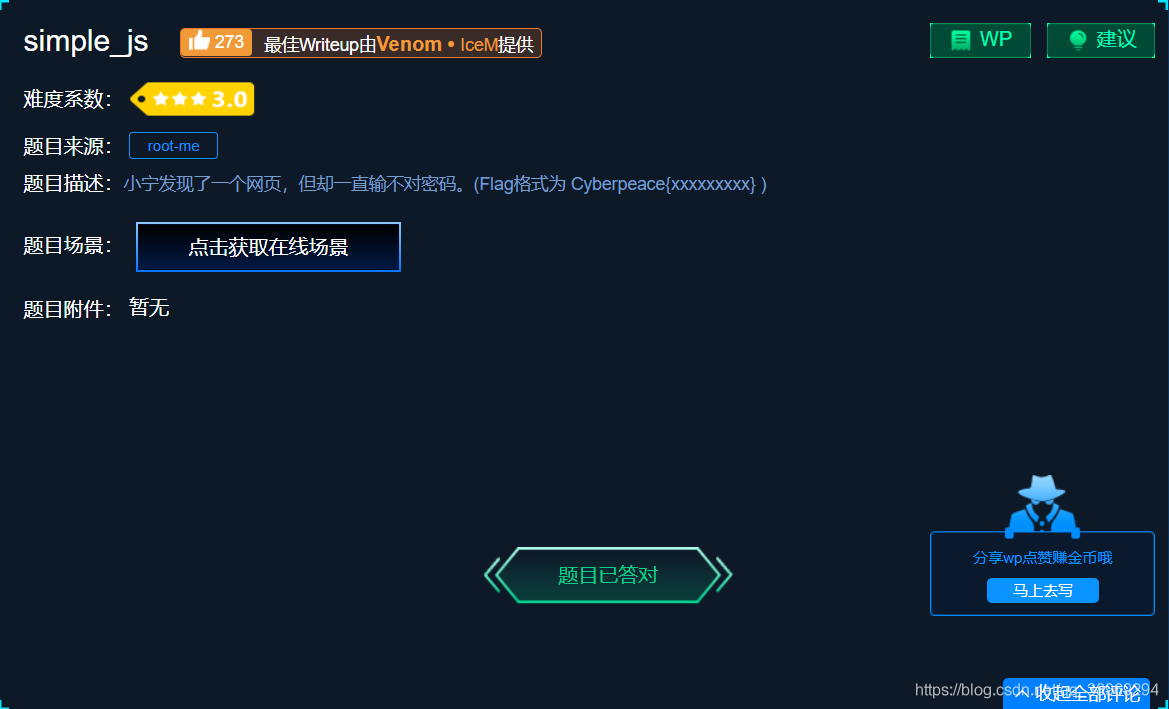 simple_js 273 最佳Writeup由Venom • IceM提供 WP 建议
难度系数： 3.0
题目来源： root-me
题目描述：小宁发现了一个网页，但却一直输不对密码。(Flag格式为 Cyberpeace{xxxxxxxxx} )
题目场景： 点击获取在线场景
题目附件： 暂无
分享wp点赞赚金币哦
题目已答对
马上去写
收起全部评论
https://blog.csdn.net/